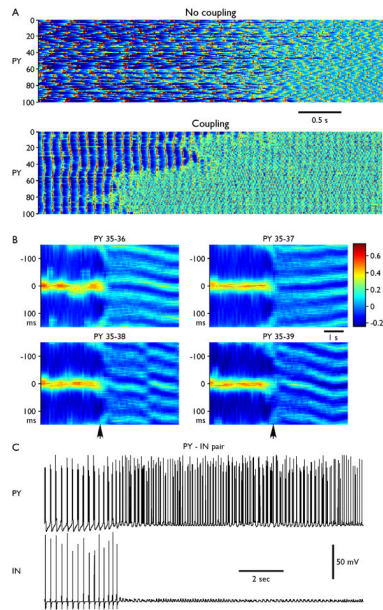 A
No coupling
0
20
40
PY
60
80
100
0.5 s
Coupling
0
20
40
PY
60
80
100
B
PY 35-36
PY 35-37
-100
0
100
ms
0.6
0.4
0.2
0
-0.2
1 s
PY 35-38
PY 35-39
-100
0
100
ms
C
PY - IN pair
PY
IN
2 sec
50 mV